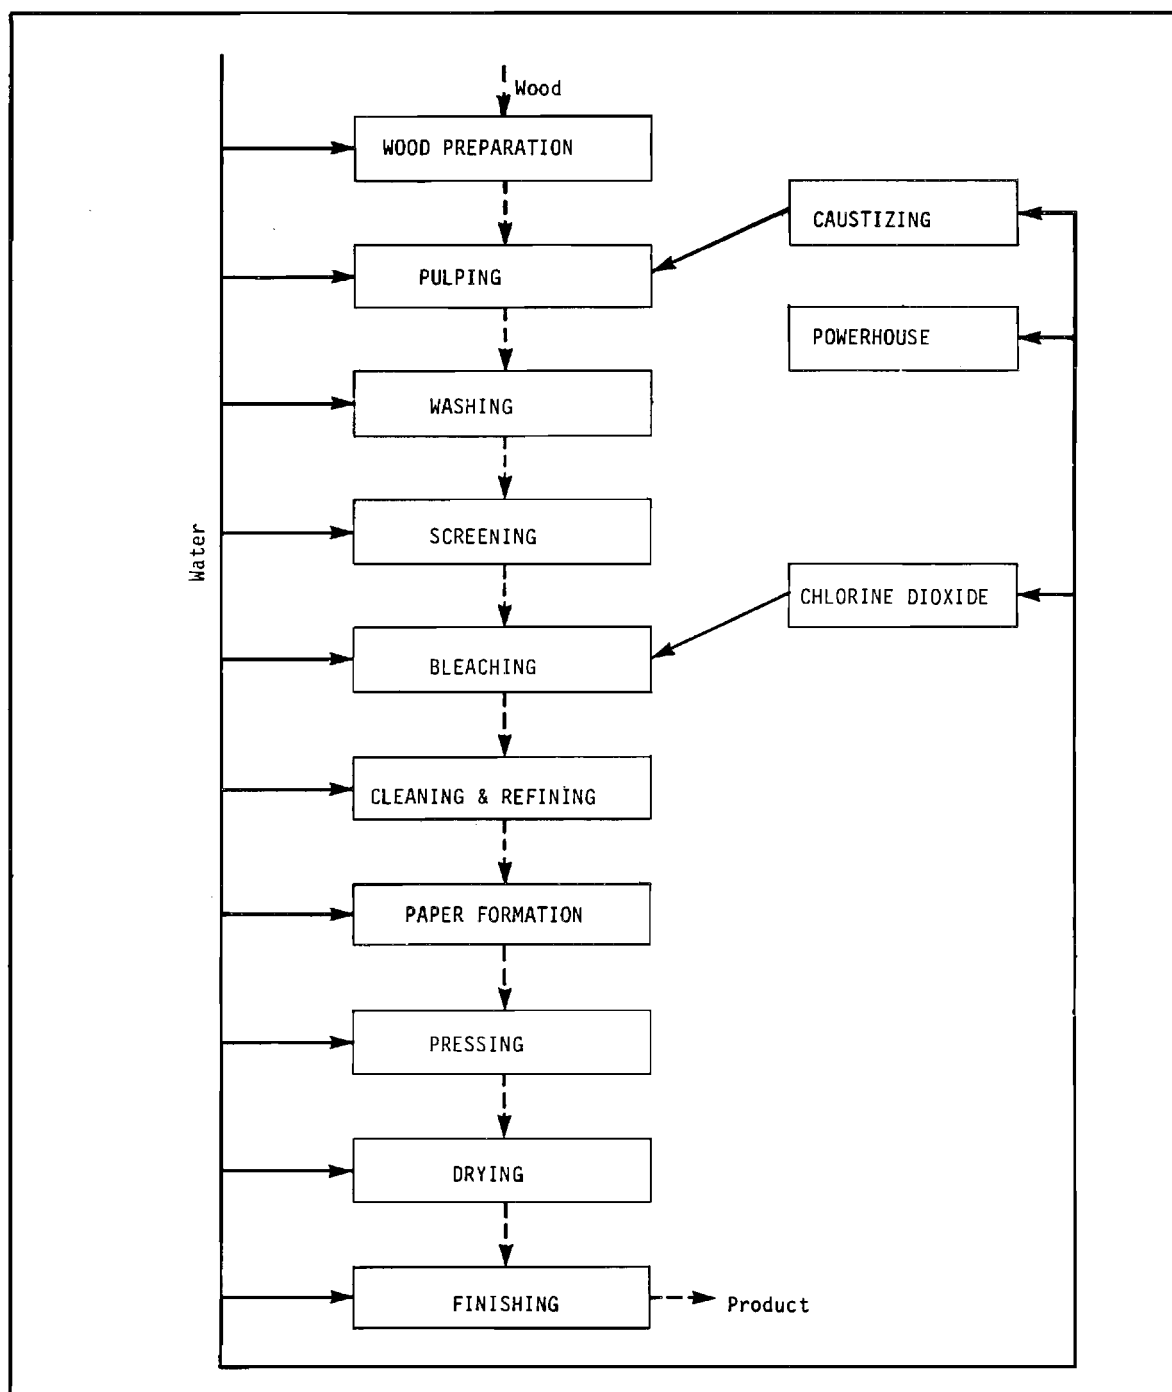 Wood
WOOD PREPARATION
CAUSTIZING
PULPING
POWERHOUSE
WASHING
Water
SCREENING
CHLORINE DIOXIDE
BLEACHING
CLEANING & REFINING
PAPER FORMATION
PRESSING
DRYING
FINISHING
Product